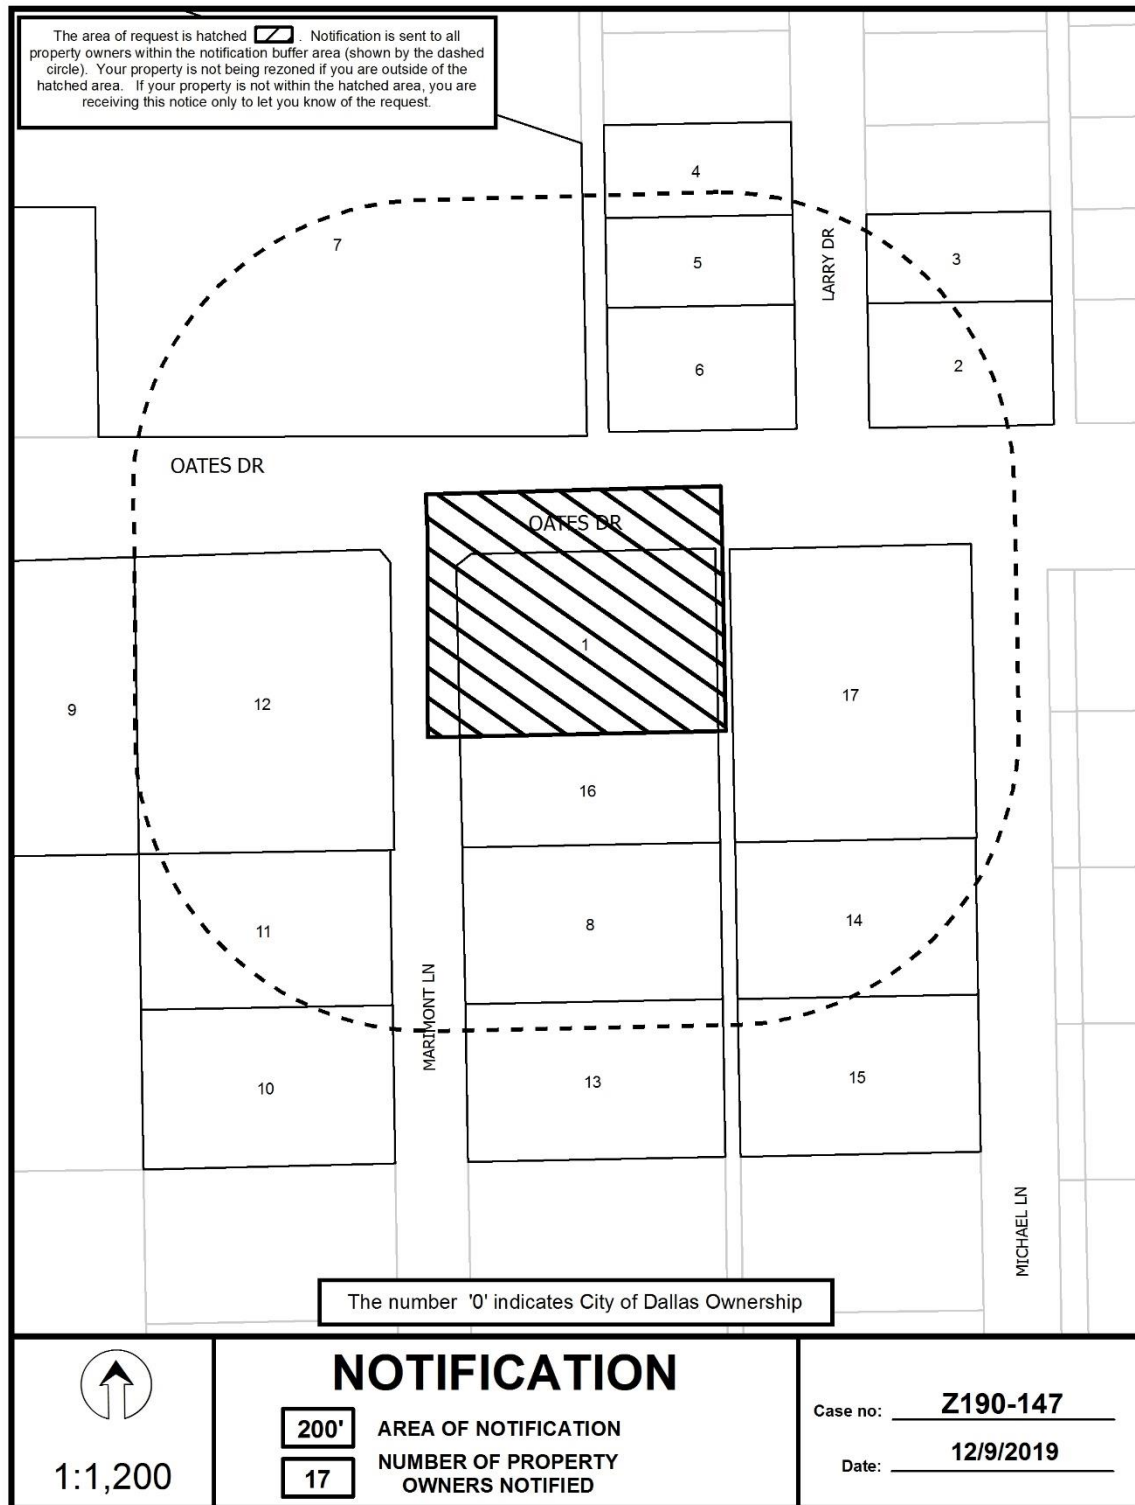 The area of request is hatched . Notification is sent to all
property owners within the notification buffer area (shown by the dashed
circle). Your property is not being rezoned if you are outside of the
hatched area. If your property is not within the hatched area, you are
receiving this notice only to let you know of the request.
4
7
5
LARRY DR
3
6
2
OATES DR
OATES DR
1
9
12
17
16
11
8
14
MARIMONT LN
10
13
15
MICHAEL LN
The number '0' indicates City of Dallas Ownership
1:1,200
NOTIFICATION
200' AREA OF NOTIFICATION
17 NUMBER OF PROPERTY
OWNERS NOTIFIED
Case no: Z190-147
Date: 12/9/2019